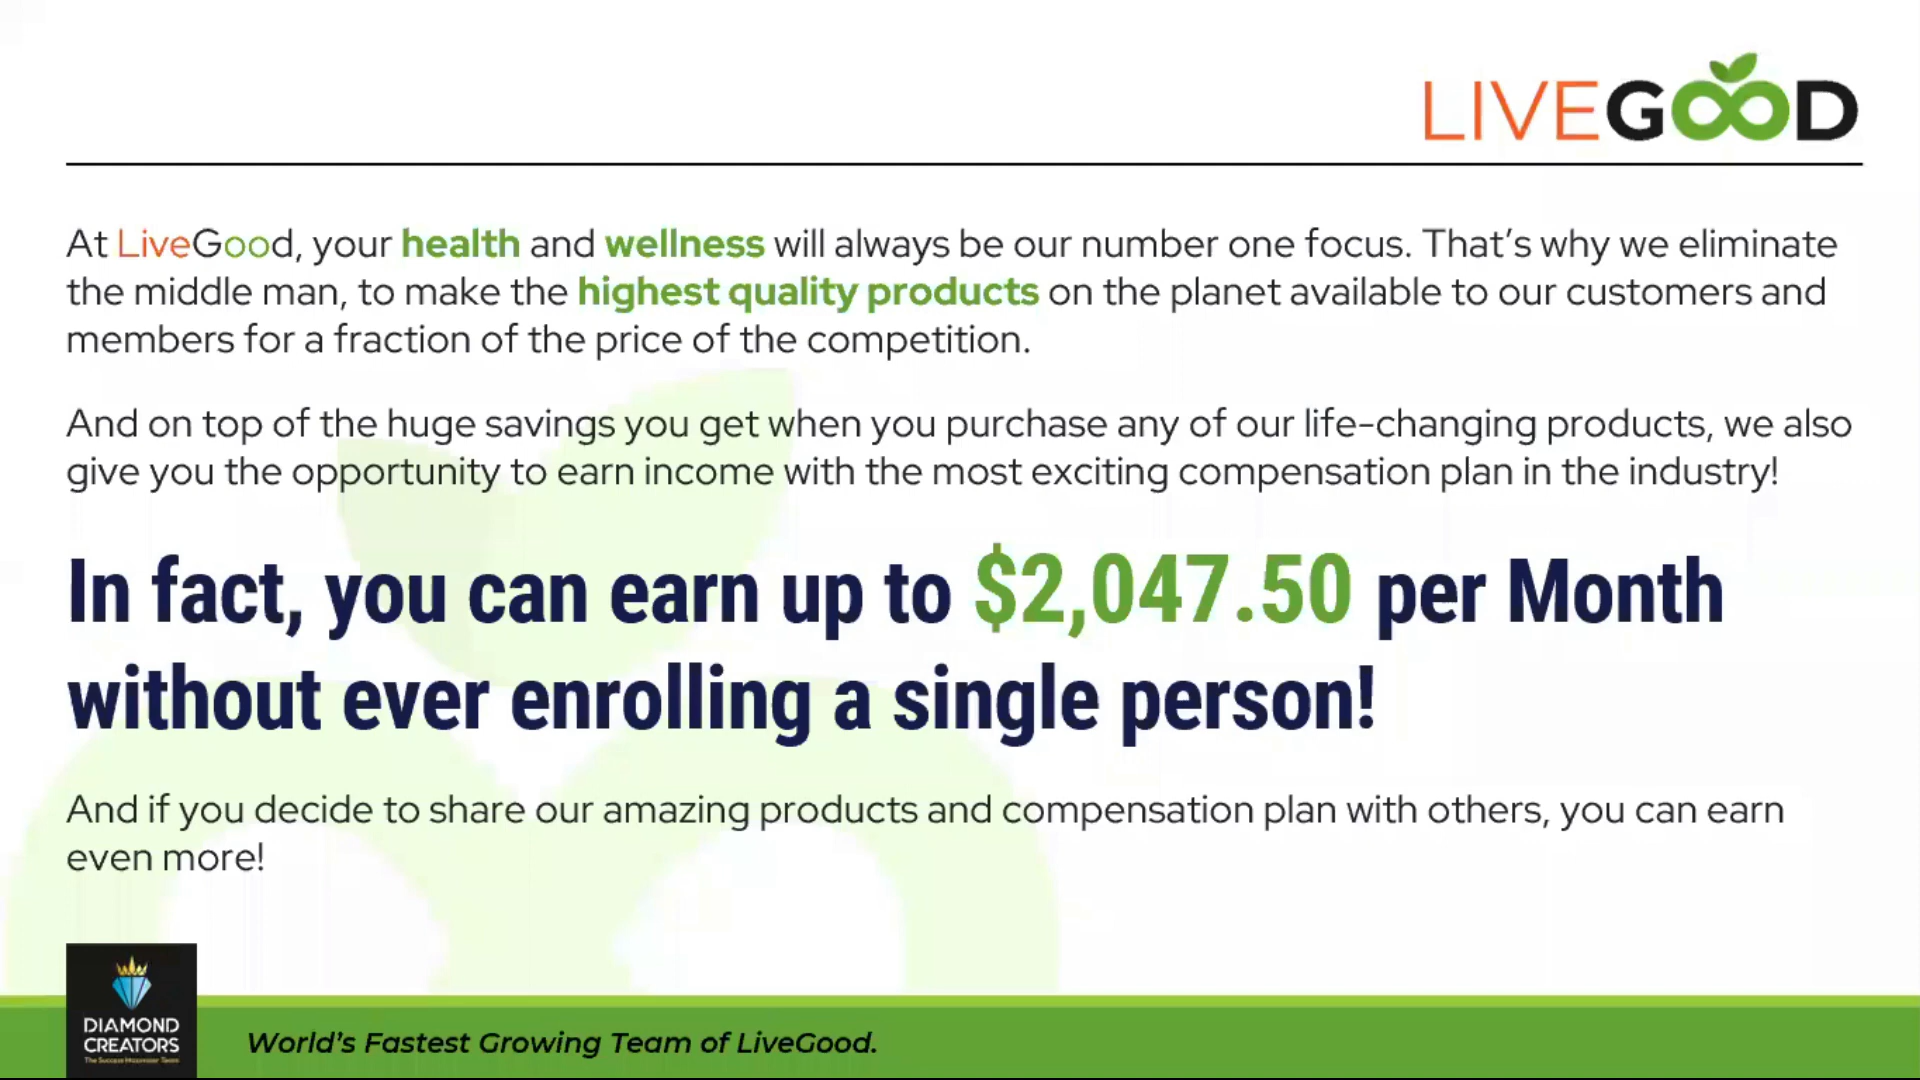 LIVEGOOD
At LiveGood, your health and wellness will always be our number one focus. That's why we eliminate
the middle man, to make the highest quality products on the planet available to our customers and
members for a fraction of the price of the competition.
And on top of the huge savings you get when you purchase any of our life-changing products, we also
give you the opportunity to earn income with the most exciting compensation plan in the industry!
In fact, you can earn up to $2,047.50 per Month
without ever enrolling a single person!
And if you decide to share our amazing products and compensation plan with others, you can earn
even more!
DIAMOND
CREATORS
The Success Maximizer Team
World's Fastest Growing Team of LiveGood.